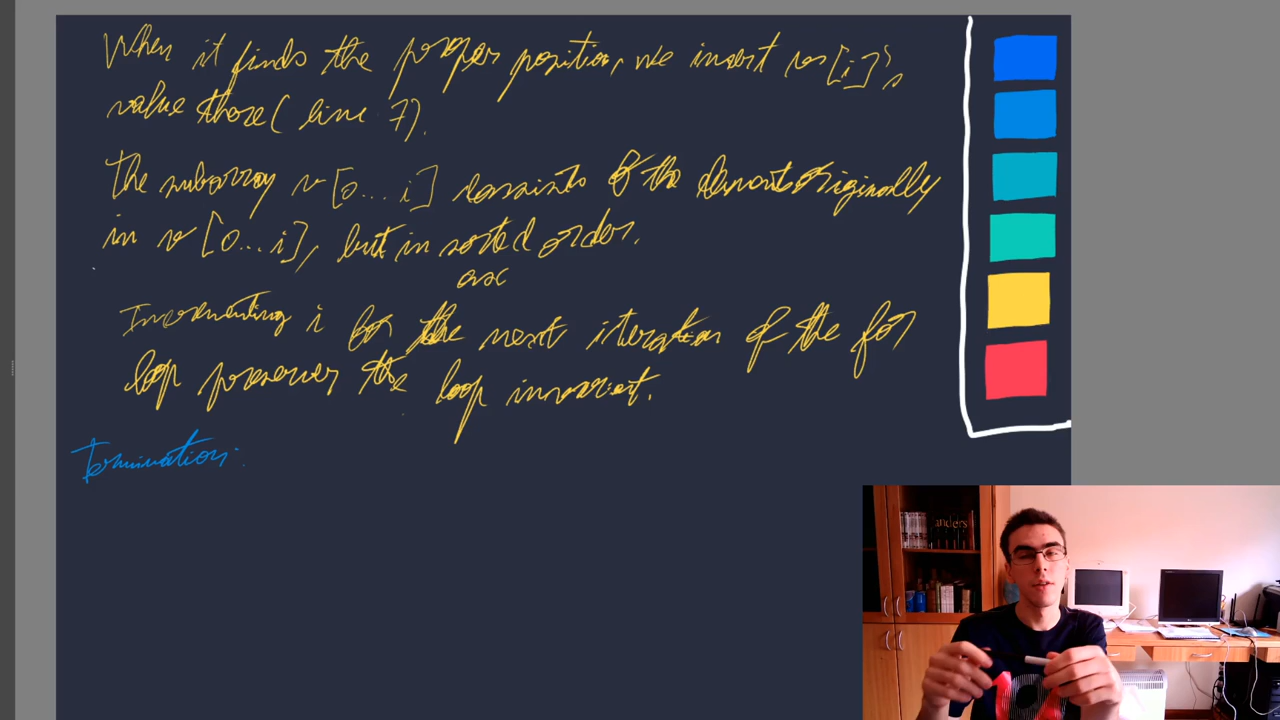 When it finds the proper position, we insert v[i]'s
value there (line 7).
The subarray v[0...i] consists of the elements originally
in v[0...i], but in sorted order.
asc
Incrementing i for the next iteration of the for
loop preserves the loop invariant.
Termination:
anders